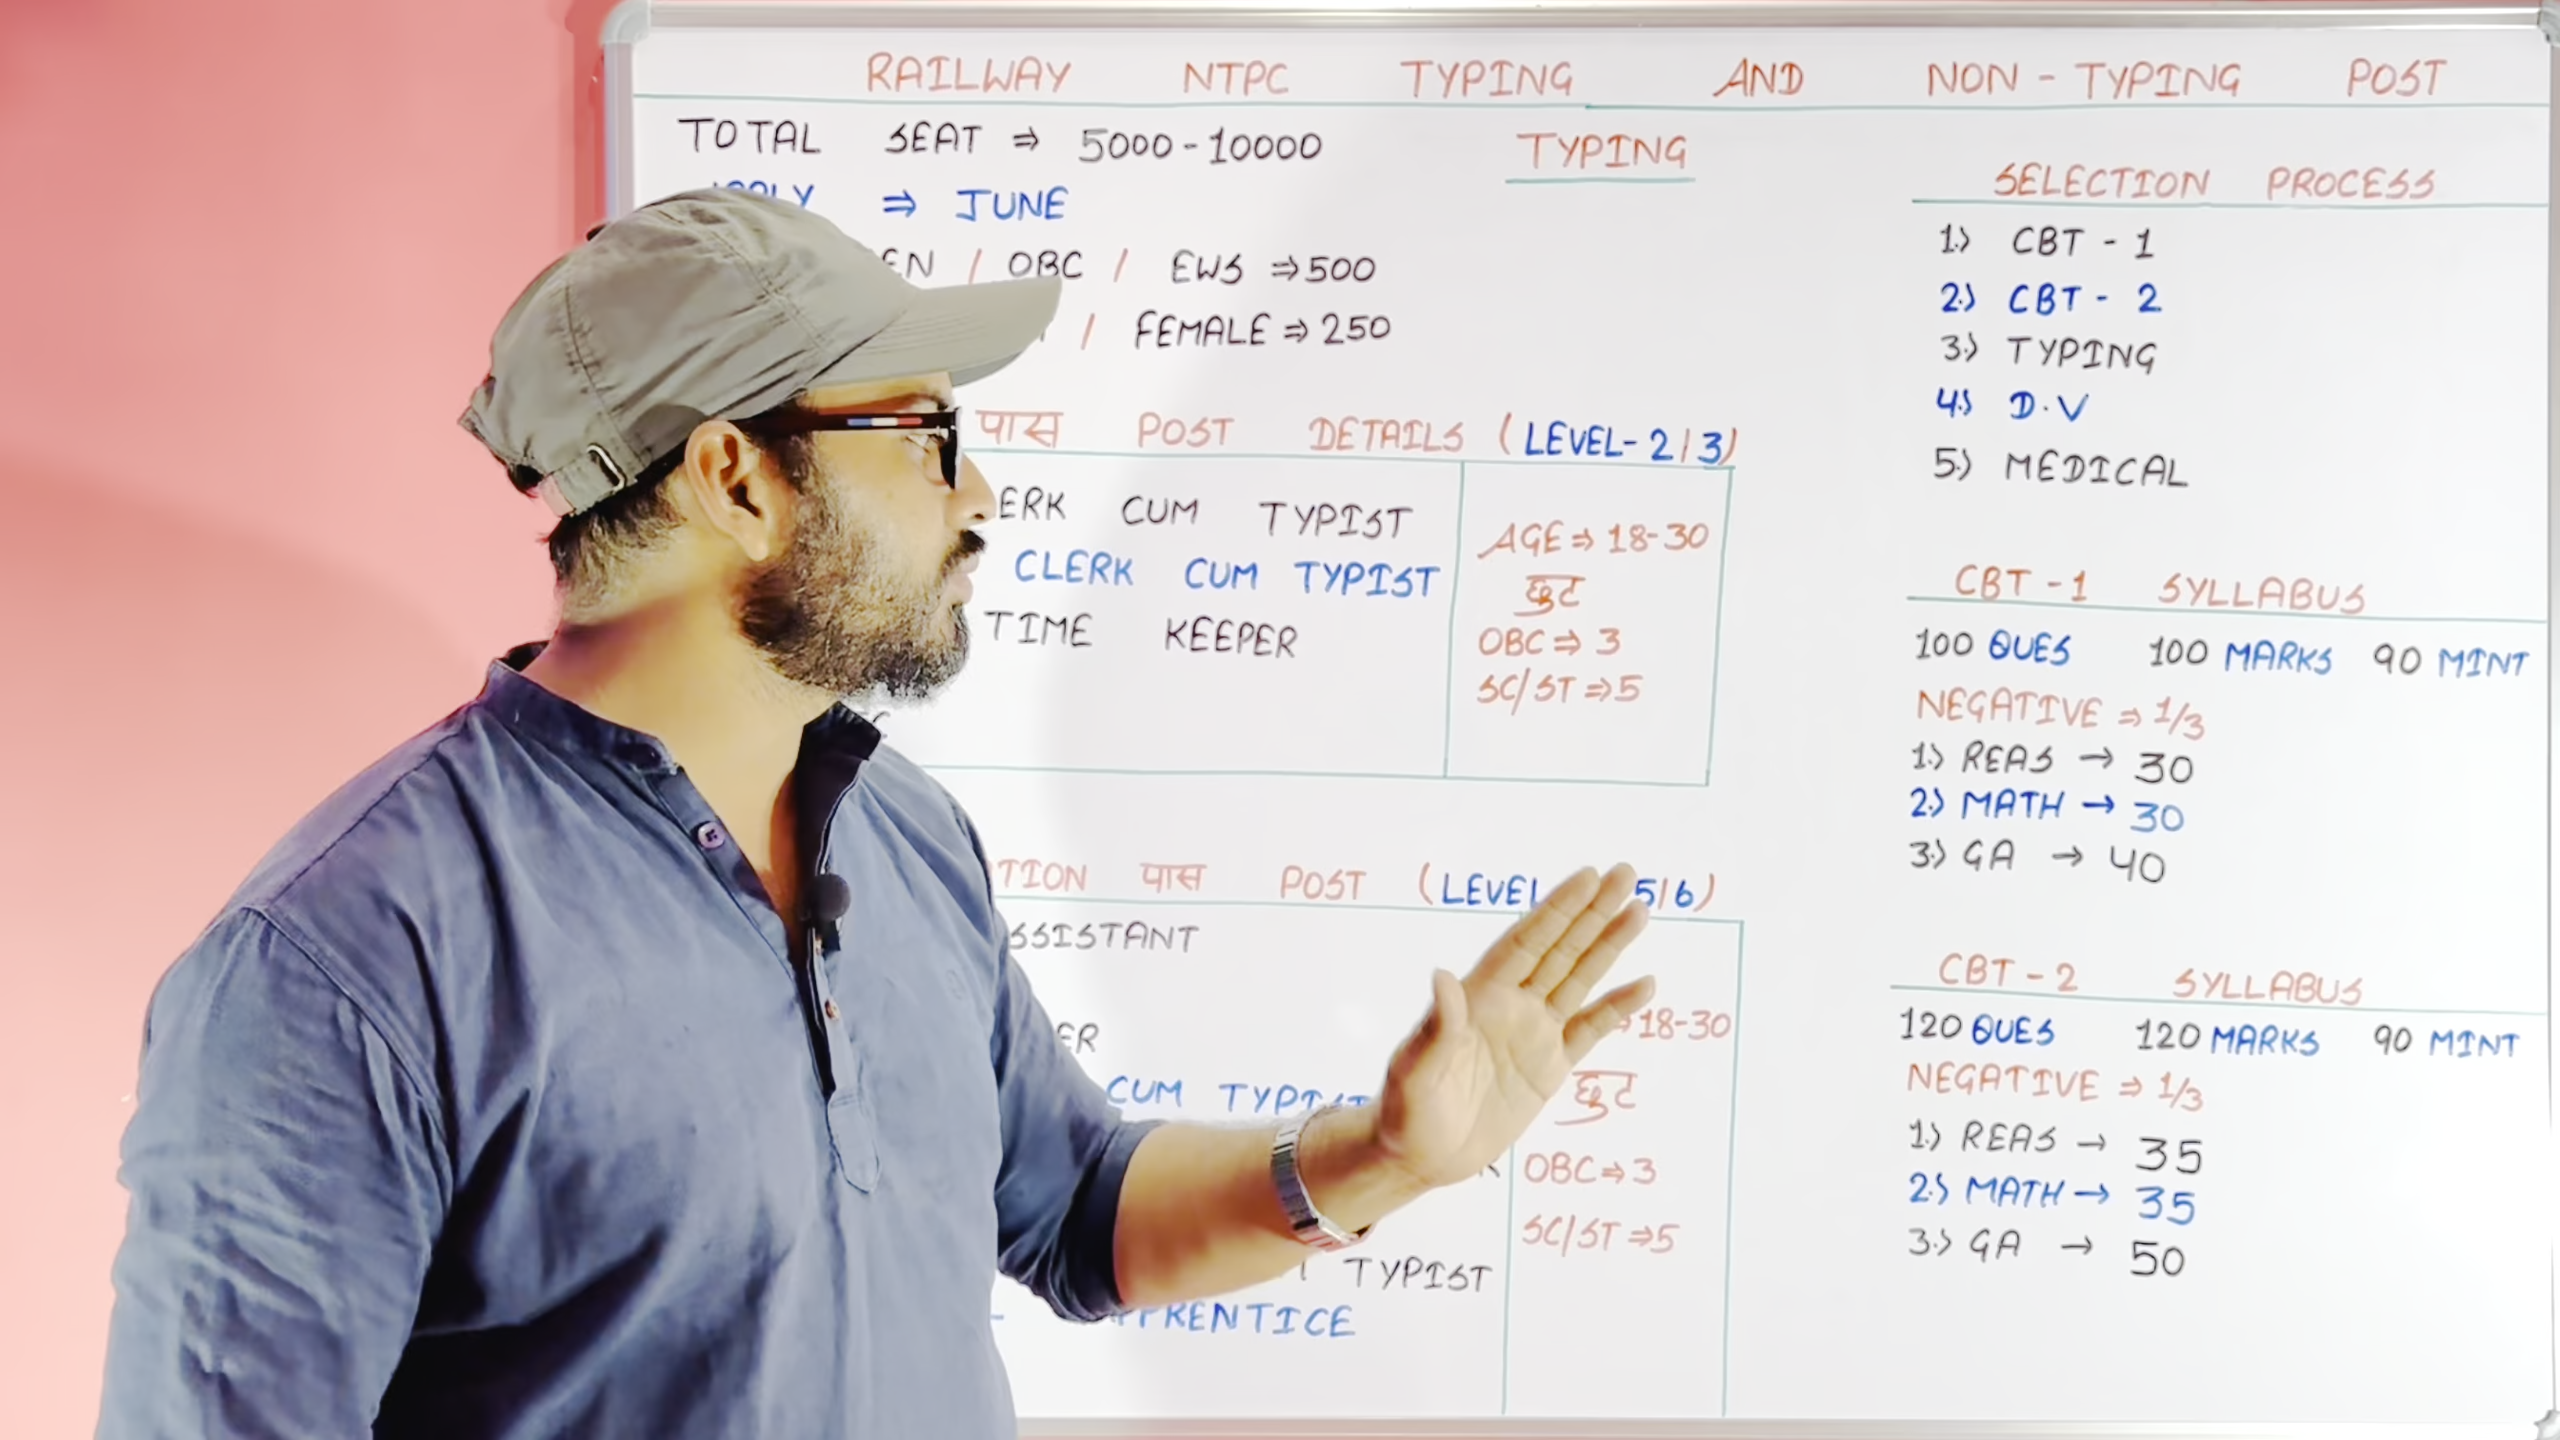 RAILWAY NTPC TYPING AND NON - TYPING POST
TOTAL SEAT ⇒ 5000 - 10000
⇒ JUNE
/ OBC / EWS ⇒ 500
/ FEMALE ⇒ 250
TYPING
पास POST DETAILS (LEVEL - 2/3)
CUM TYPIST
CLERK CUM TYPIST
TIME KEEPER
AGE ⇒ 18-30
छुट
OBC ⇒ 3
SC/ST ⇒ 5
पास POST (LEVEL 5/6)
CUM TYPIST
TYPIST
⇒ 18-30
छुट
OBC ⇒ 3
SC/ST ⇒ 5
SELECTION PROCESS
1.) CBT - 1
2.) CBT - 2
3.) TYPING
4.) D.V
5.) MEDICAL
CBT - 1 SYLLABUS
100 QUES 100 MARKS 90 MINT
NEGATIVE ⇒ 1/3
1.) REAS → 30
2.) MATH → 30
3.) GA → 40
CBT - 2 SYLLABUS
120 QUES 120 MARKS 90 MINT
NEGATIVE ⇒ 1/3
1.) REAS → 35
2.) MATH → 35
3.) GA → 50